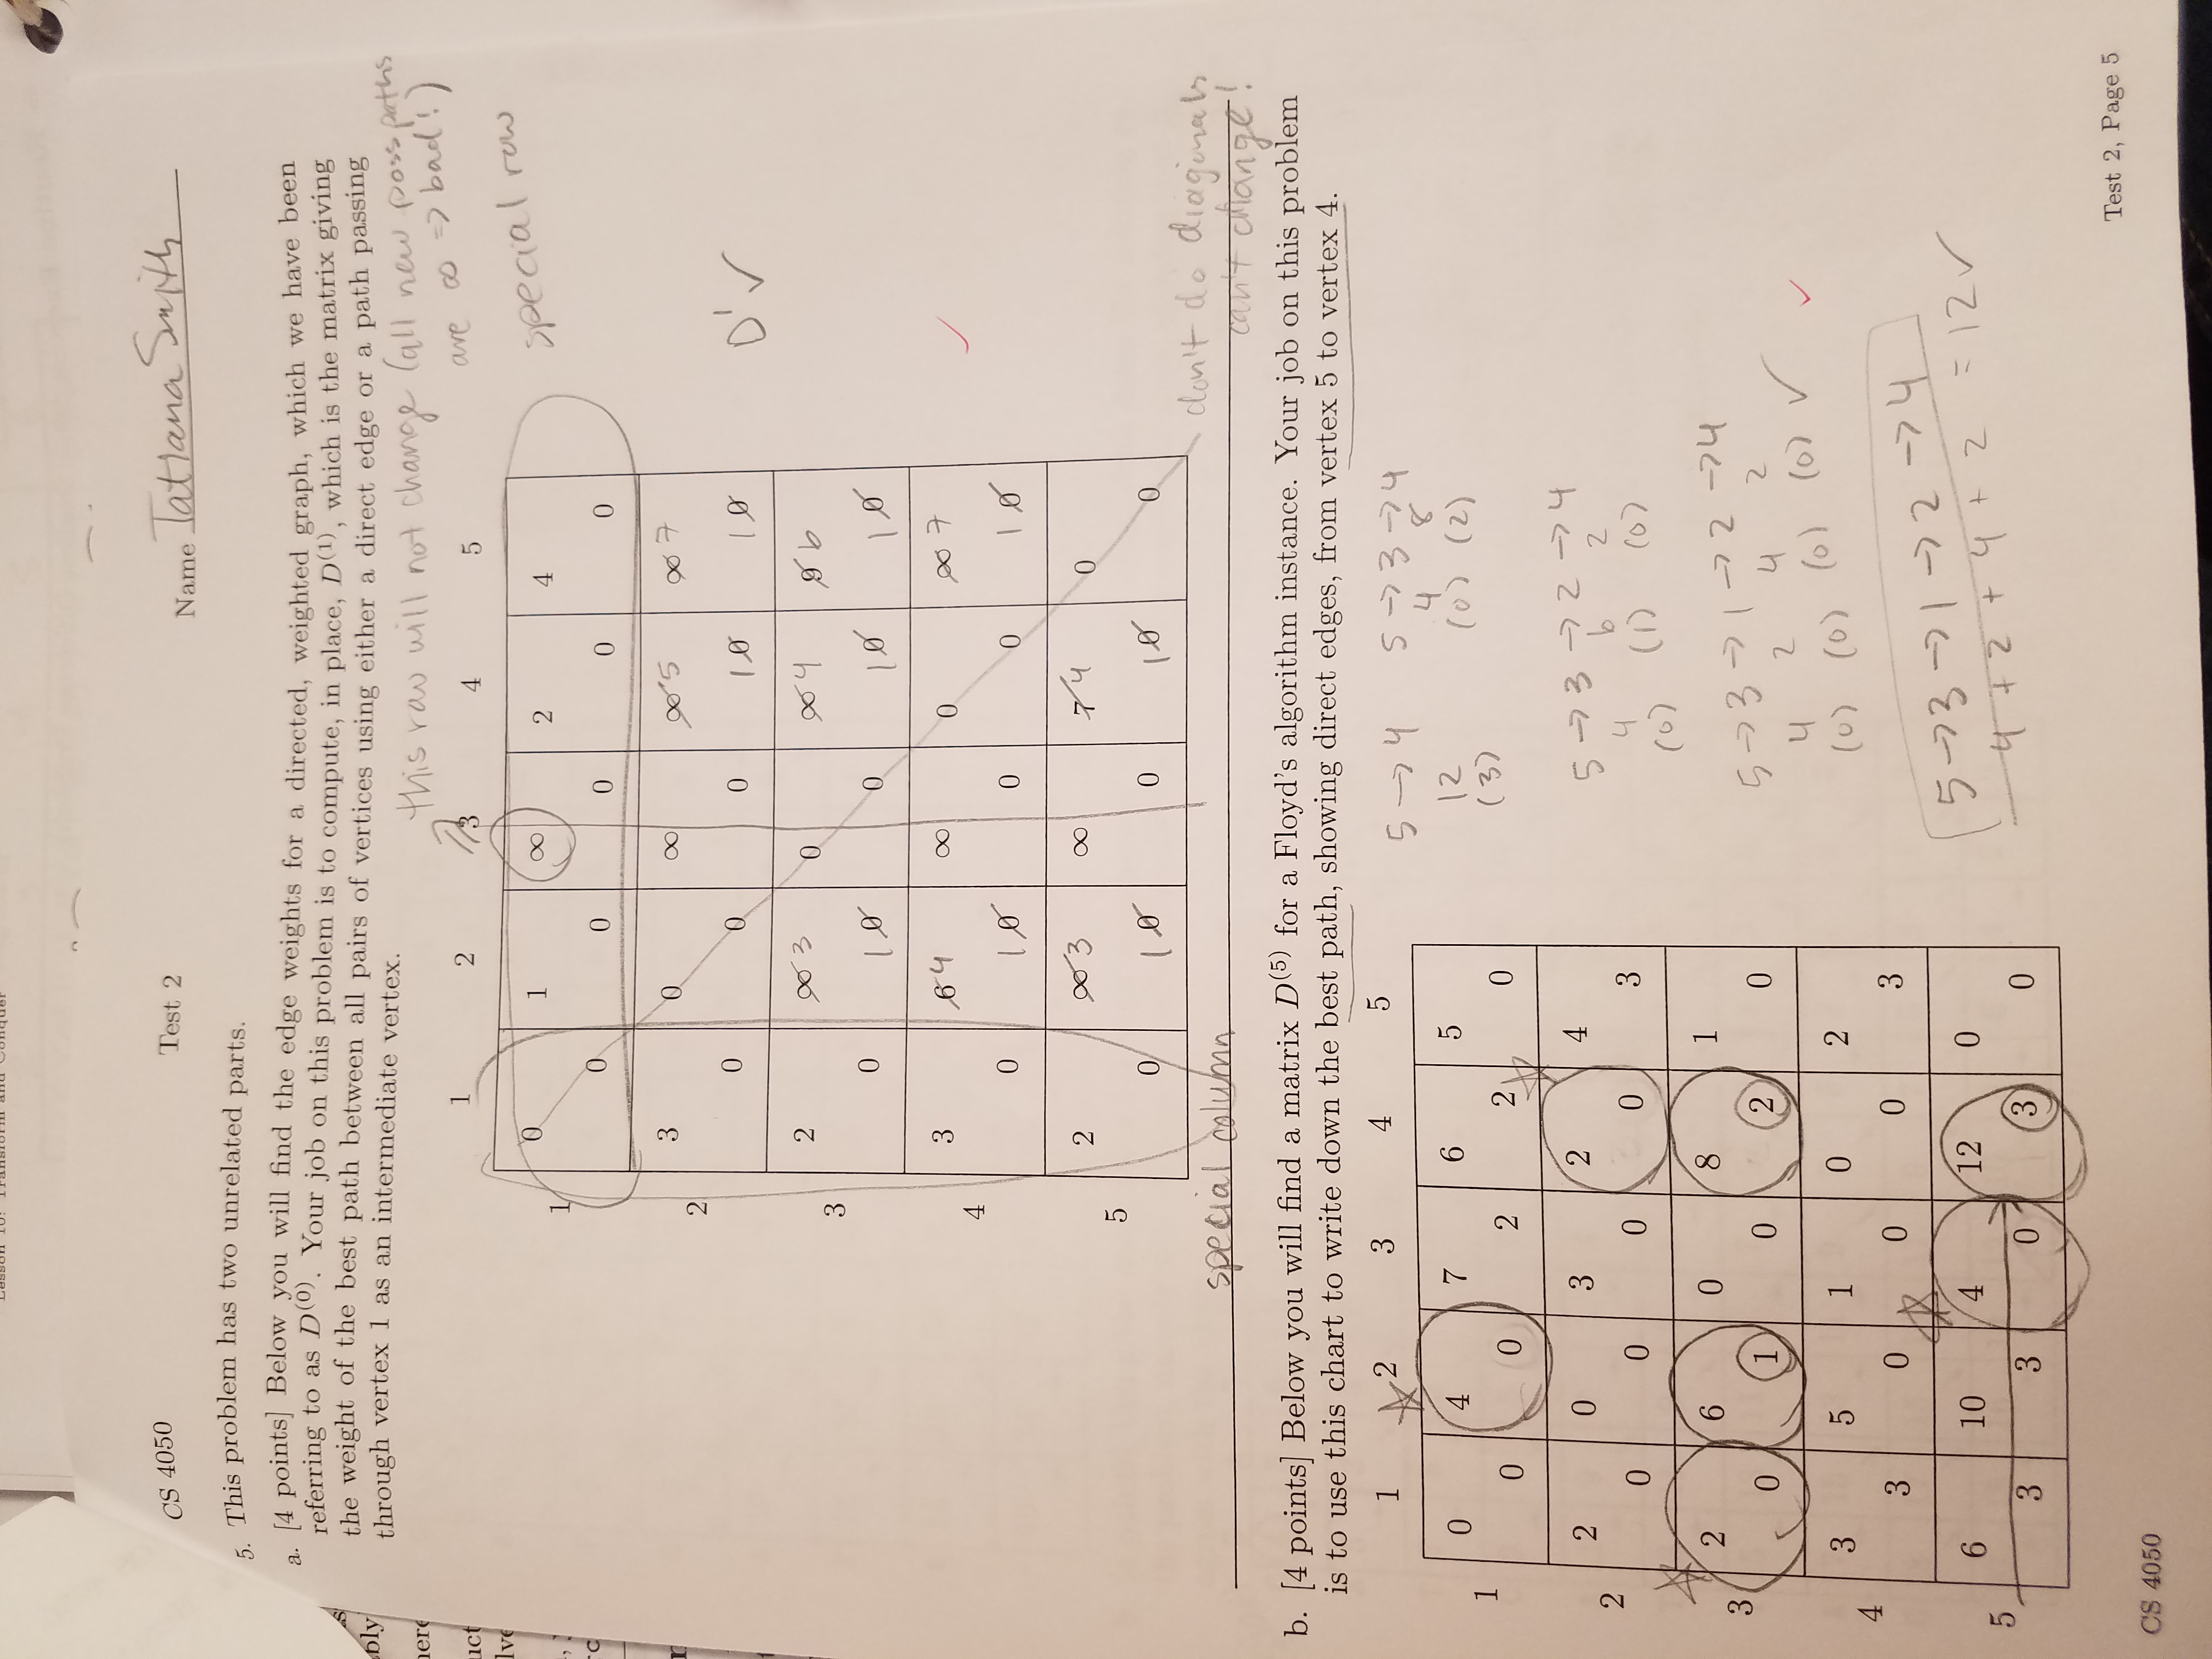 Lesson 10: Transform and Conquer
CS 4050 Test 2 Name Tatiana Smith
5. This problem has two unrelated parts.
a. [4 points] Below you will find the edge weights for a directed, weighted graph, which we have been
referring to as D(0). Your job on this problem is to compute, in place, D(1), which is the matrix giving
the weight of the best path between all pairs of vertices using either a direct edge or a path passing
through vertex 1 as an intermediate vertex.
this row will not change (all new poss paths
are ∞ => bad!)
1 2 3 4 5
special row
1 0 1 ∞ 2 4
0 0 0 0 0
2 3 0 ∞ ∞ 5 ∞ 7
0 0 0 1 0 1 0
D' ✓
3 2 ∞ 3 0 ∞ 4 9 6
0 1 0 0 1 0 1 0
4 3 6 4 ∞ 0 ∞ 7
0 1 0 0 0 1 0
5 2 ∞ 3 ∞ 7 4 0
0 1 0 0 1 0 0
special column
don't do diaginals
can't change!
b. [4 points] Below you will find a matrix D(5) for a Floyd's algorithm instance. Your job on this problem
is to use this chart to write down the best path, showing direct edges, from vertex 5 to vertex 4.
1 2 3 4 5
1 0 4 7 6 5
0 0 2 2 0
2 2 0 3 2 4
0 0 0 0 3
3 2 6 0 8 1
0 1 0 2 0
4 3 5 1 0 2
3 0 0 0 3
5 6 10 4 12 0
3 3 0 3 0
5 → 4
12
(3)
5 → 3 → 4
4 8
(0) (2)
5 → 3 → 2 → 4
4 6 2
(0) (1) (0)
5 → 3 → 1 → 2 → 4
4 2 4 2
(0) (0) (0) (0) ✓
5 → 3 → 1 → 2 → 4
4 + 2 + 4 + 2 = 12 ✓
Test 2, Page 5
CS 4050